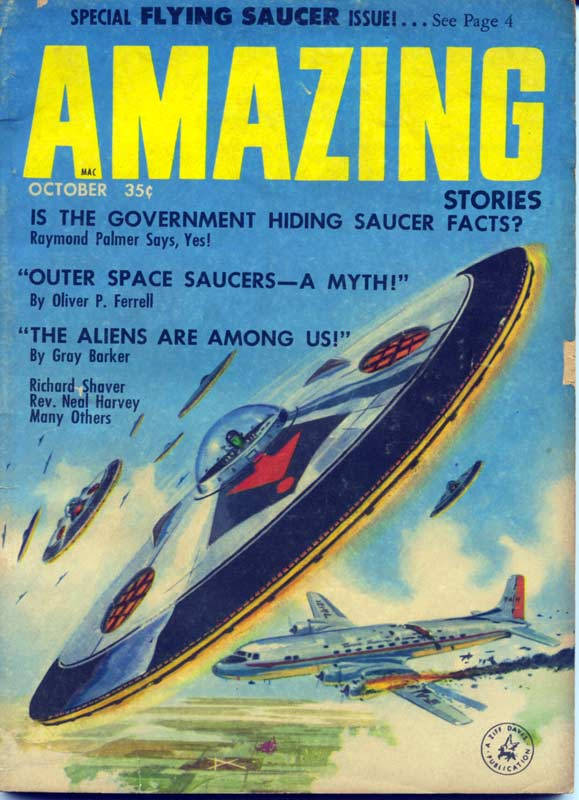 SPECIAL FLYING SAUCER ISSUE!... See Page 4
AMAZING
MAC
OCTOBER 35¢
STORIES
IS THE GOVERNMENT HIDING SAUCER FACTS?
Raymond Palmer Says, Yes!
“OUTER SPACE SAUCERS—A MYTH!”
By Oliver P. Ferrell
“THE ALIENS ARE AMONG US!”
By Gray Barker
Richard Shaver
Rev. Neal Harvey
Many Others
A ZIFF DAVIS
PUBLICATION